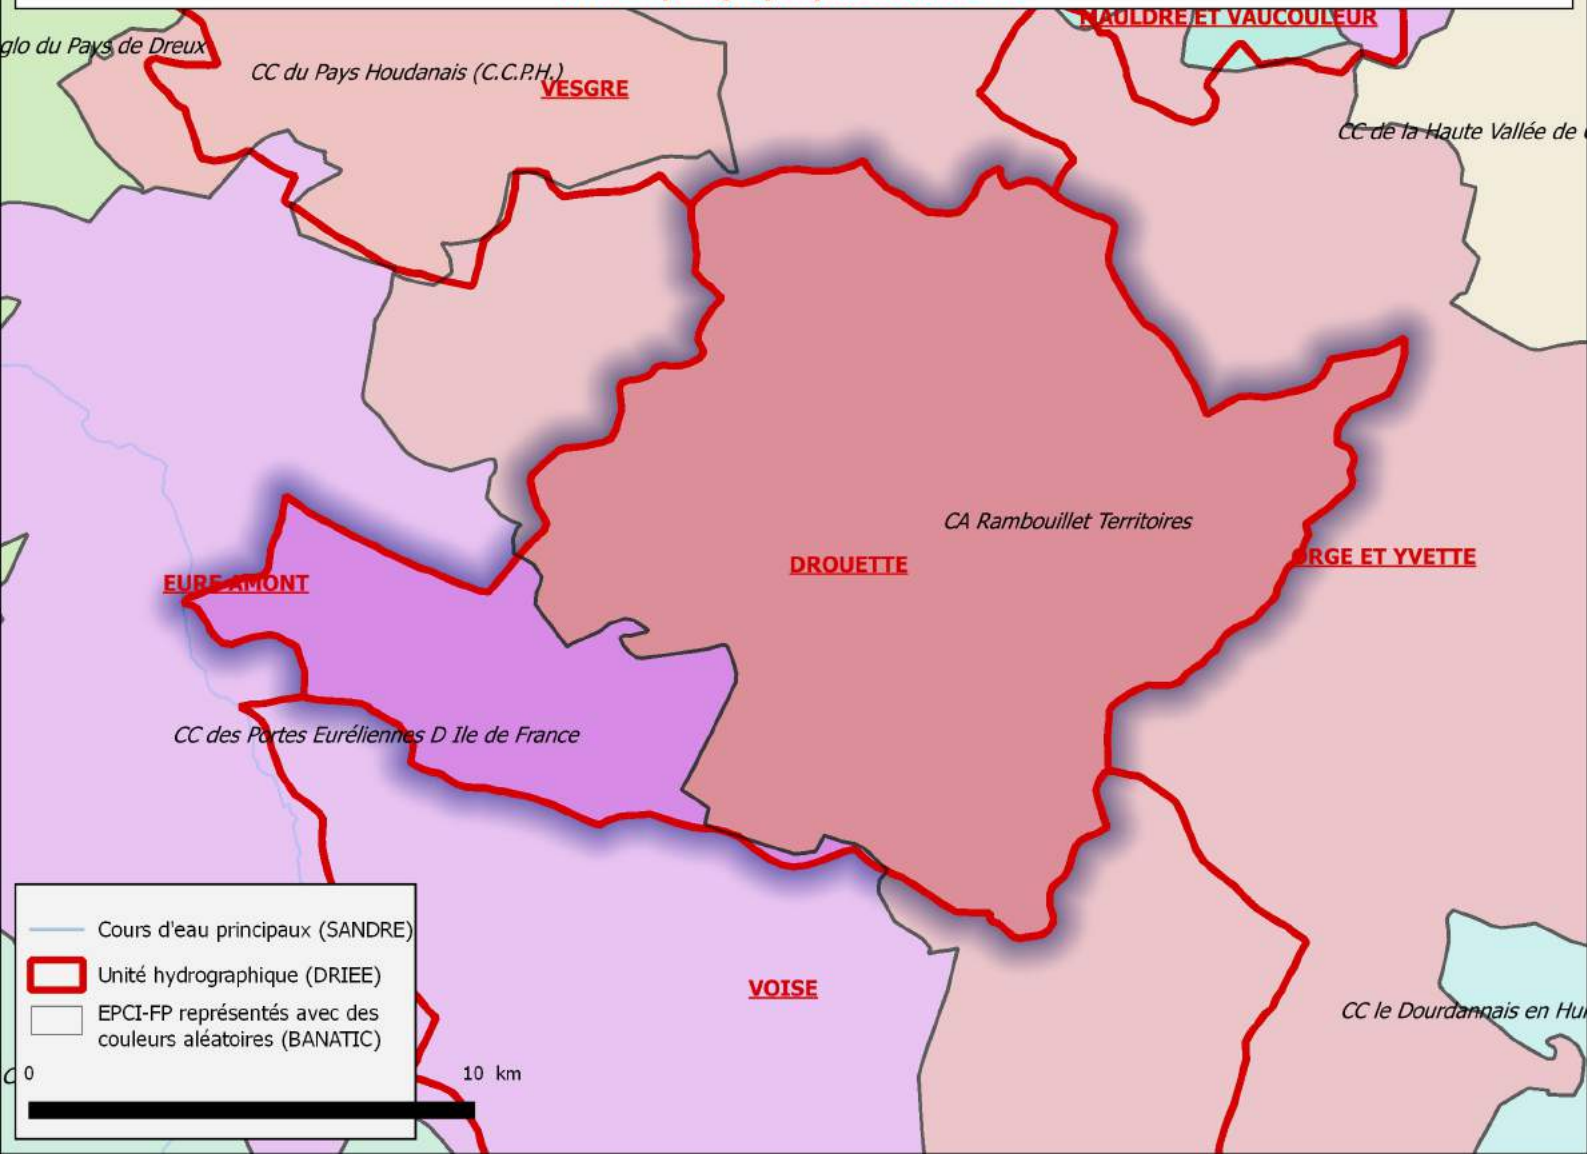 MAULDRE ET VAUCOULEUR
glo du Pays de Dreux
CC du Pays Houdanais (C.C.P.H.)
VESGRE
CC de la Haute Vallée de
CA Rambouillet Territoires
DROUETTE
ORGE ET YVETTE
EURE AMONT
CC des Portes Euréliennes D Ile de France
Cours d'eau principaux (SANDRE)
Unité hydrographique (DRIEE)
EPCI-FP représentés avec des
couleurs aléatoires (BANATIC)
VOISE
CC le Dourdannais en Hu
0 10 km